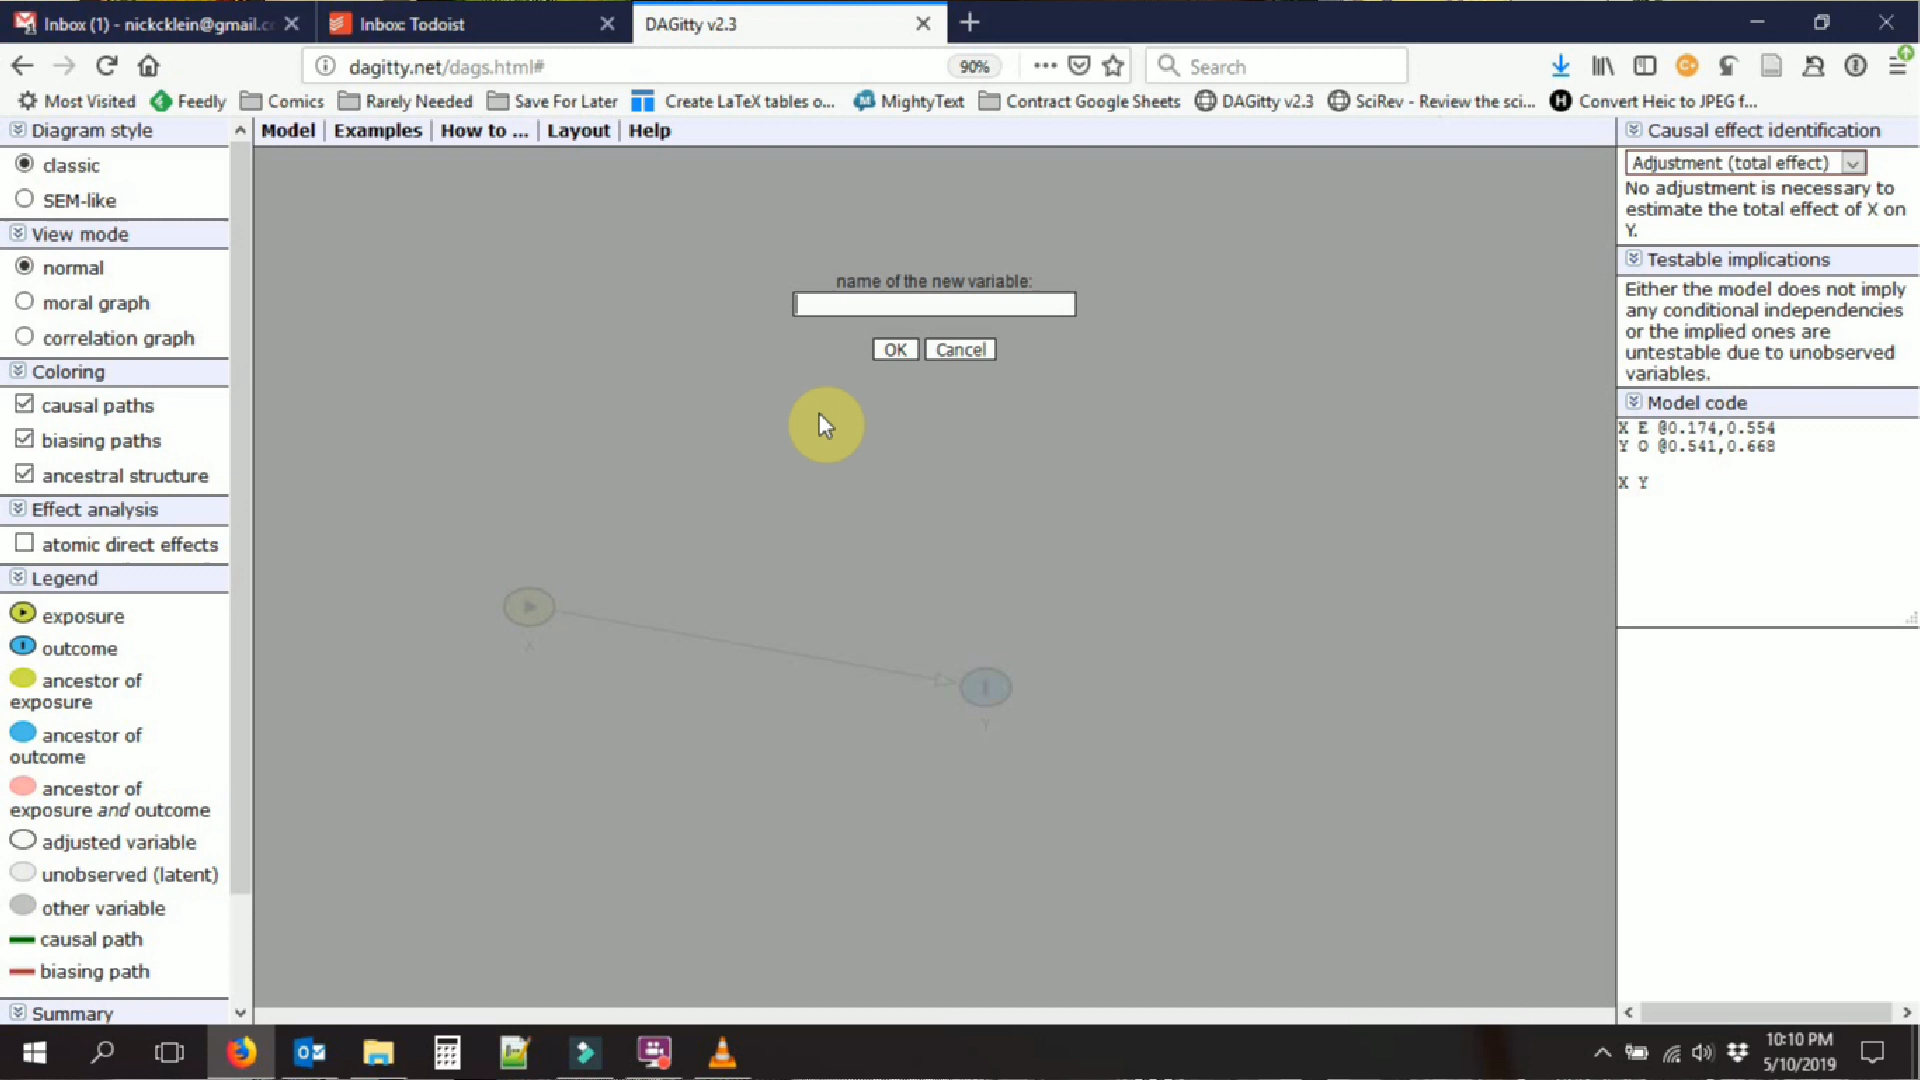 Inbox (1) - nickcklein@gmail.c
Inbox: Todoist
DAGitty v2.3
dagitty.net/dags.html#
90%
Search
Most Visited
Feedly
Comics
Rarely Needed
Save For Later
Create LaTeX tables o...
MightyText
Contract Google Sheets
DAGitty v2.3
SciRev - Review the sci...
Convert Heic to JPEG f...
Diagram style
classic
SEM-like
View mode
normal
moral graph
correlation graph
Coloring
causal paths
biasing paths
ancestral structure
Effect analysis
atomic direct effects
Legend
exposure
outcome
ancestor of
exposure
ancestor of
outcome
ancestor of
exposure and outcome
adjusted variable
unobserved (latent)
other variable
causal path
biasing path
Summary
Model | Examples | How to ... | Layout | Help
name of the new variable:
OK
Cancel
X
Y
Causal effect identification
Adjustment (total effect)
No adjustment is necessary to
estimate the total effect of X on
Y.
Testable implications
Either the model does not imply
any conditional independencies
or the implied ones are
untestable due to unobserved
variables.
Model code
X E @0.174,0.554
Y O @0.541,0.668
X Y
10:10 PM
5/10/2019